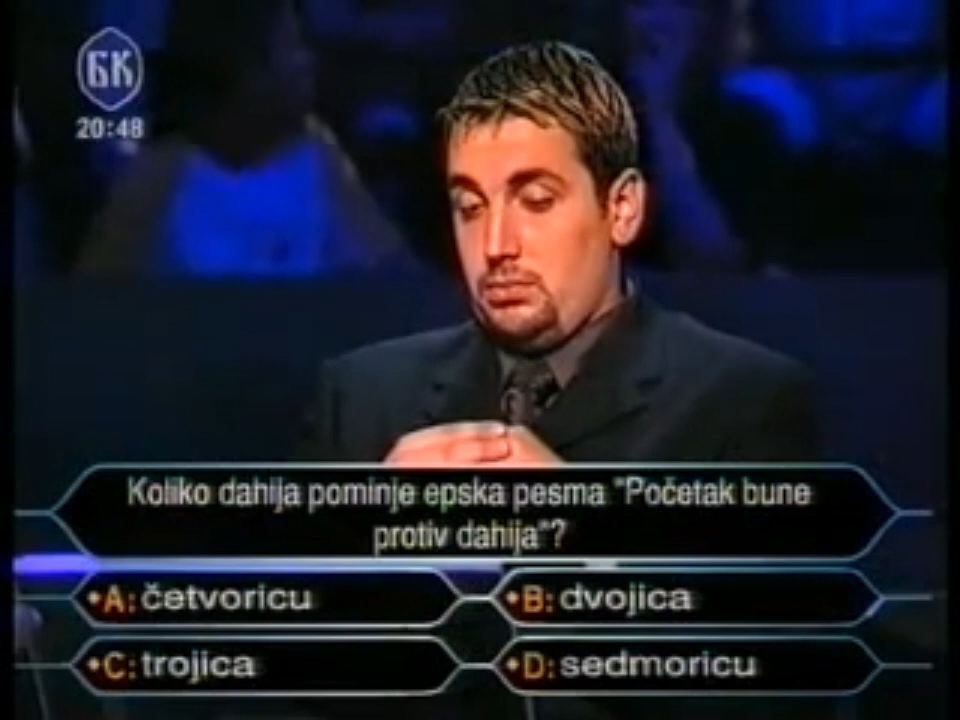 БК
20:48
Koliko dahija pominje epska pesma "Početak bune
protiv dahija"?
•A: četvoricu
•B: dvojica
•C: trojica
•D: sedmoricu